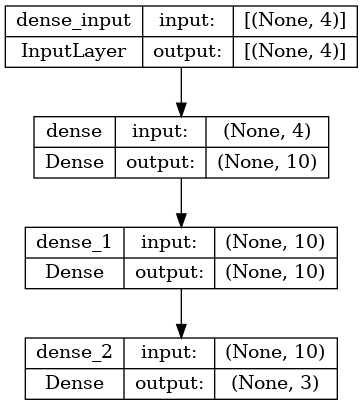 dense_input input: [(None, 4)]
InputLayer output: [(None, 4)]
dense input: (None, 4)
Dense output: (None, 10)
dense_1 input: (None, 10)
Dense output: (None, 10)
dense_2 input: (None, 10)
Dense output: (None, 3)